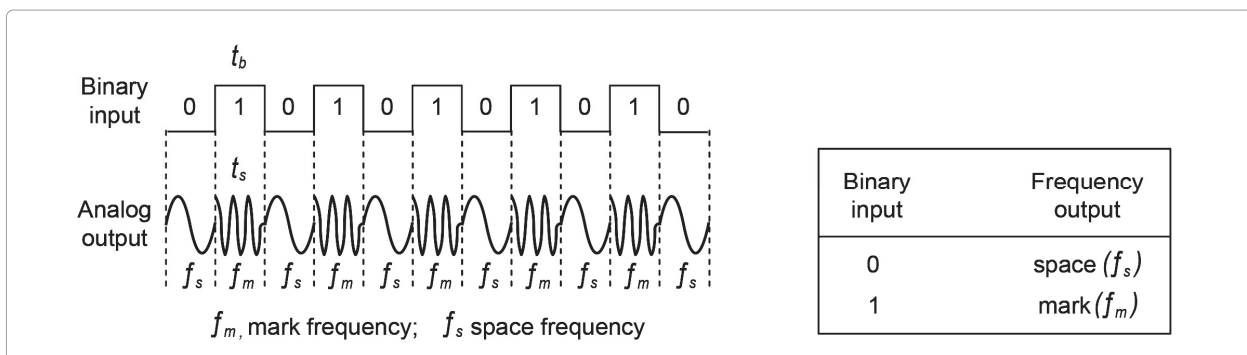 t_b
Binary input
0 1 0 1 0 1 0 1 0 1 0
t_s
Analog output
f_s f_m f_s f_m f_s f_m f_s f_m f_s f_m f_s
f_m, mark frequency; f_s space frequency
Binary input Frequency output
0 space (f_s)
1 mark (f_m)